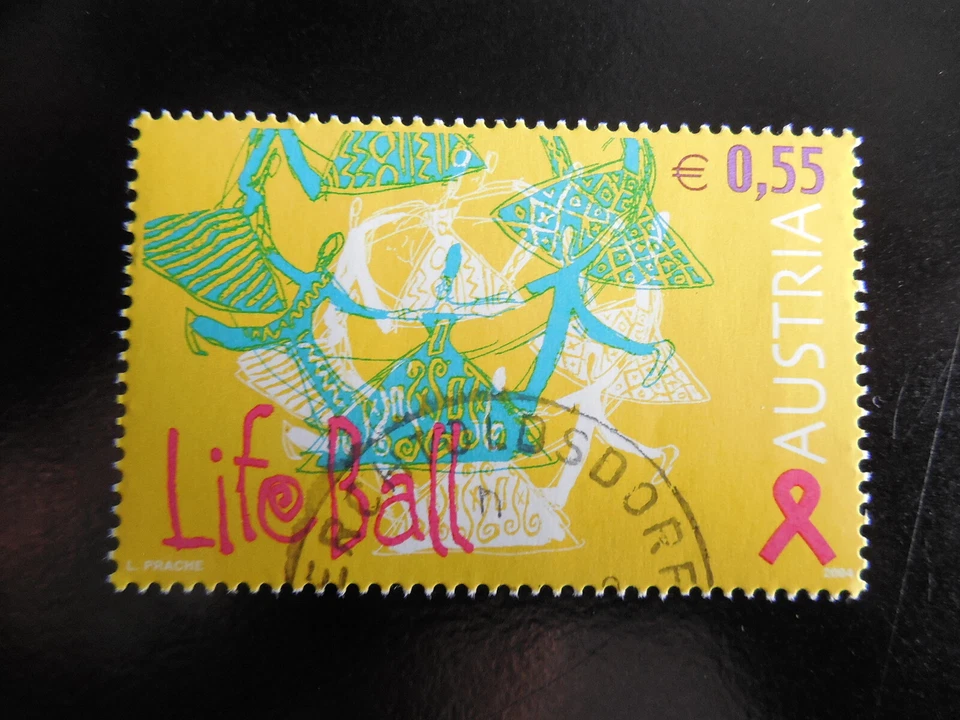 € 0,55
AUSTRIA
Life Ball
L. PRACHE
2004